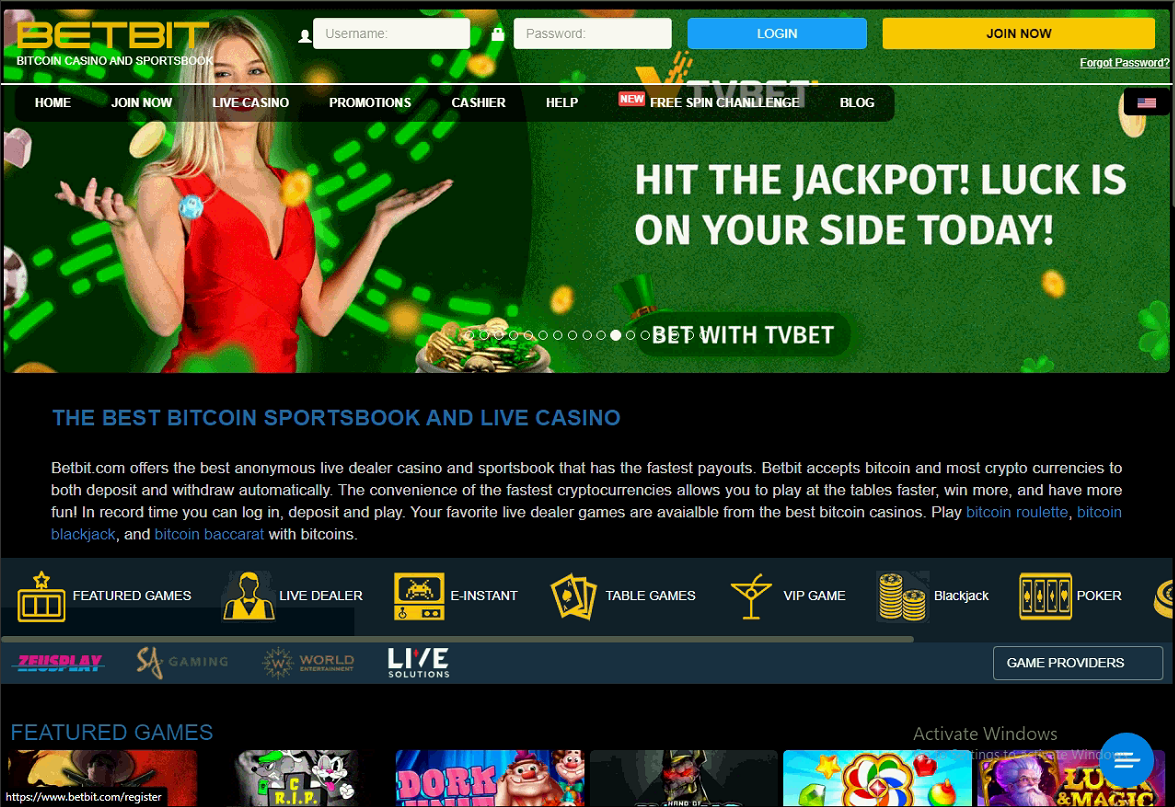 BETBIT
BITCOIN CASINO AND SPORTSBOOK
Username:
Password:
LOGIN
JOIN NOW
Forgot Password?
TVBET
HOME JOIN NOW LIVE CASINO PROMOTIONS CASHIER HELP NEW FREE SPIN CHANLLENGE BLOG
HIT THE JACKPOT! LUCK IS
ON YOUR SIDE TODAY!
BET WITH TVBET
THE BEST BITCOIN SPORTSBOOK AND LIVE CASINO
Betbit.com offers the best anonymous live dealer casino and sportsbook that has the fastest payouts. Betbit accepts bitcoin and most crypto currencies to
both deposit and withdraw automatically. The convenience of the fastest cryptocurrencies allows you to play at the tables faster, win more, and have more
fun! In record time you can log in, deposit and play. Your favorite live dealer games are avaialble from the best bitcoin casinos. Play bitcoin roulette, bitcoin
blackjack, and bitcoin baccarat with bitcoins.
FEATURED GAMES LIVE DEALER E-INSTANT TABLE GAMES VIP GAME Blackjack POKER
ZEUSPLAY
SA GAMING
W WORLD
ENTERTAINMENT
LIVE
SOLUTIONS
GAME PROVIDERS
FEATURED GAMES
Activate Windows
to activate Windows
C
R.I.P.
DORK
HAND OF
LUCK
& MAGIC
https://www.betbit.com/register